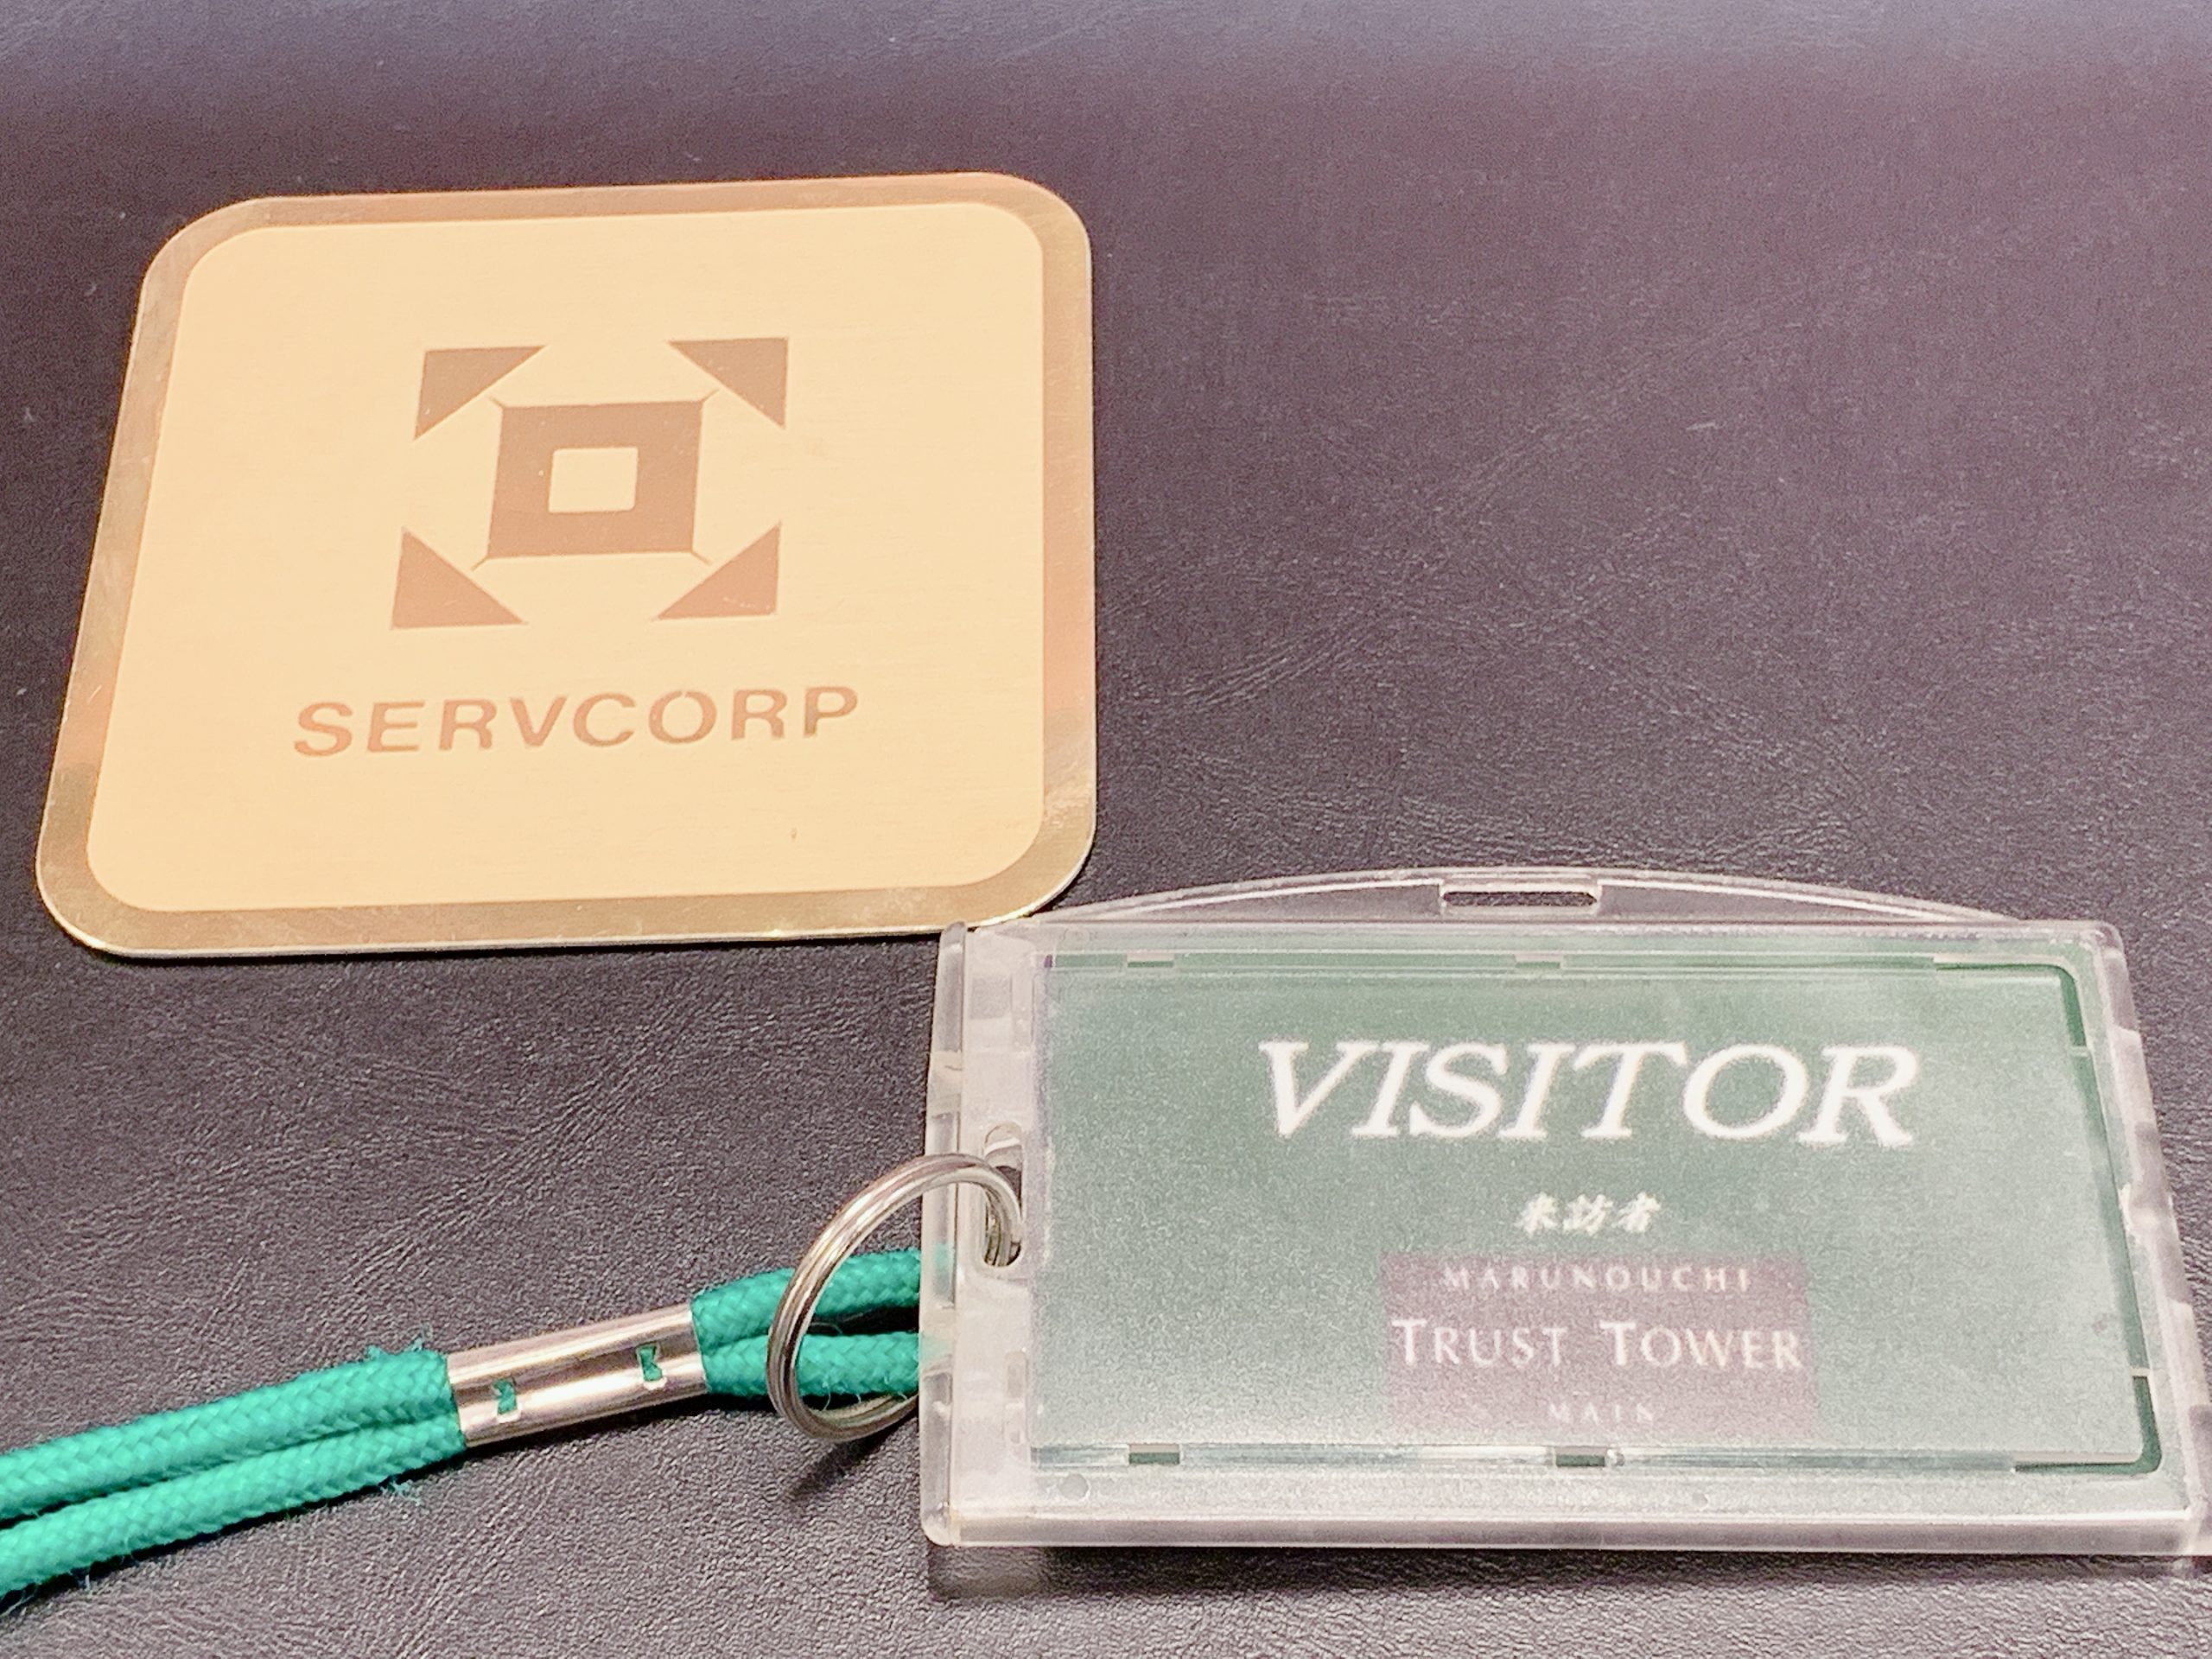 SERVCORP
VISITOR
来訪者
MARUNOUCHI
TRUST TOWER
MAIN